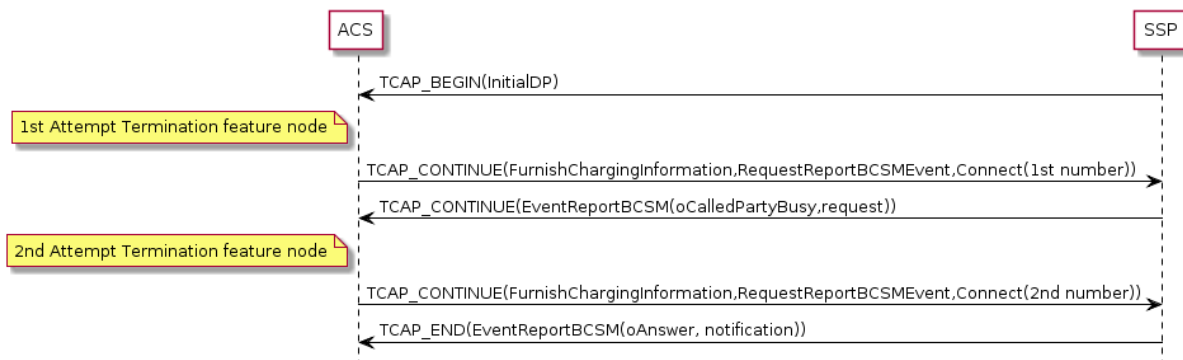 ACS
SSP
TCAP_BEGIN(InitialDP)
1st Attempt Termination feature node
TCAP_CONTINUE(FurnishChargingInformation,RequestReportBCSMEvent,Connect(1st number))
TCAP_CONTINUE(EventReportBCSM(oCalledPartyBusy,request))
2nd Attempt Termination feature node
TCAP_CONTINUE(FurnishChargingInformation,RequestReportBCSMEvent,Connect(2nd number))
TCAP_END(EventReportBCSM(oAnswer, notification))